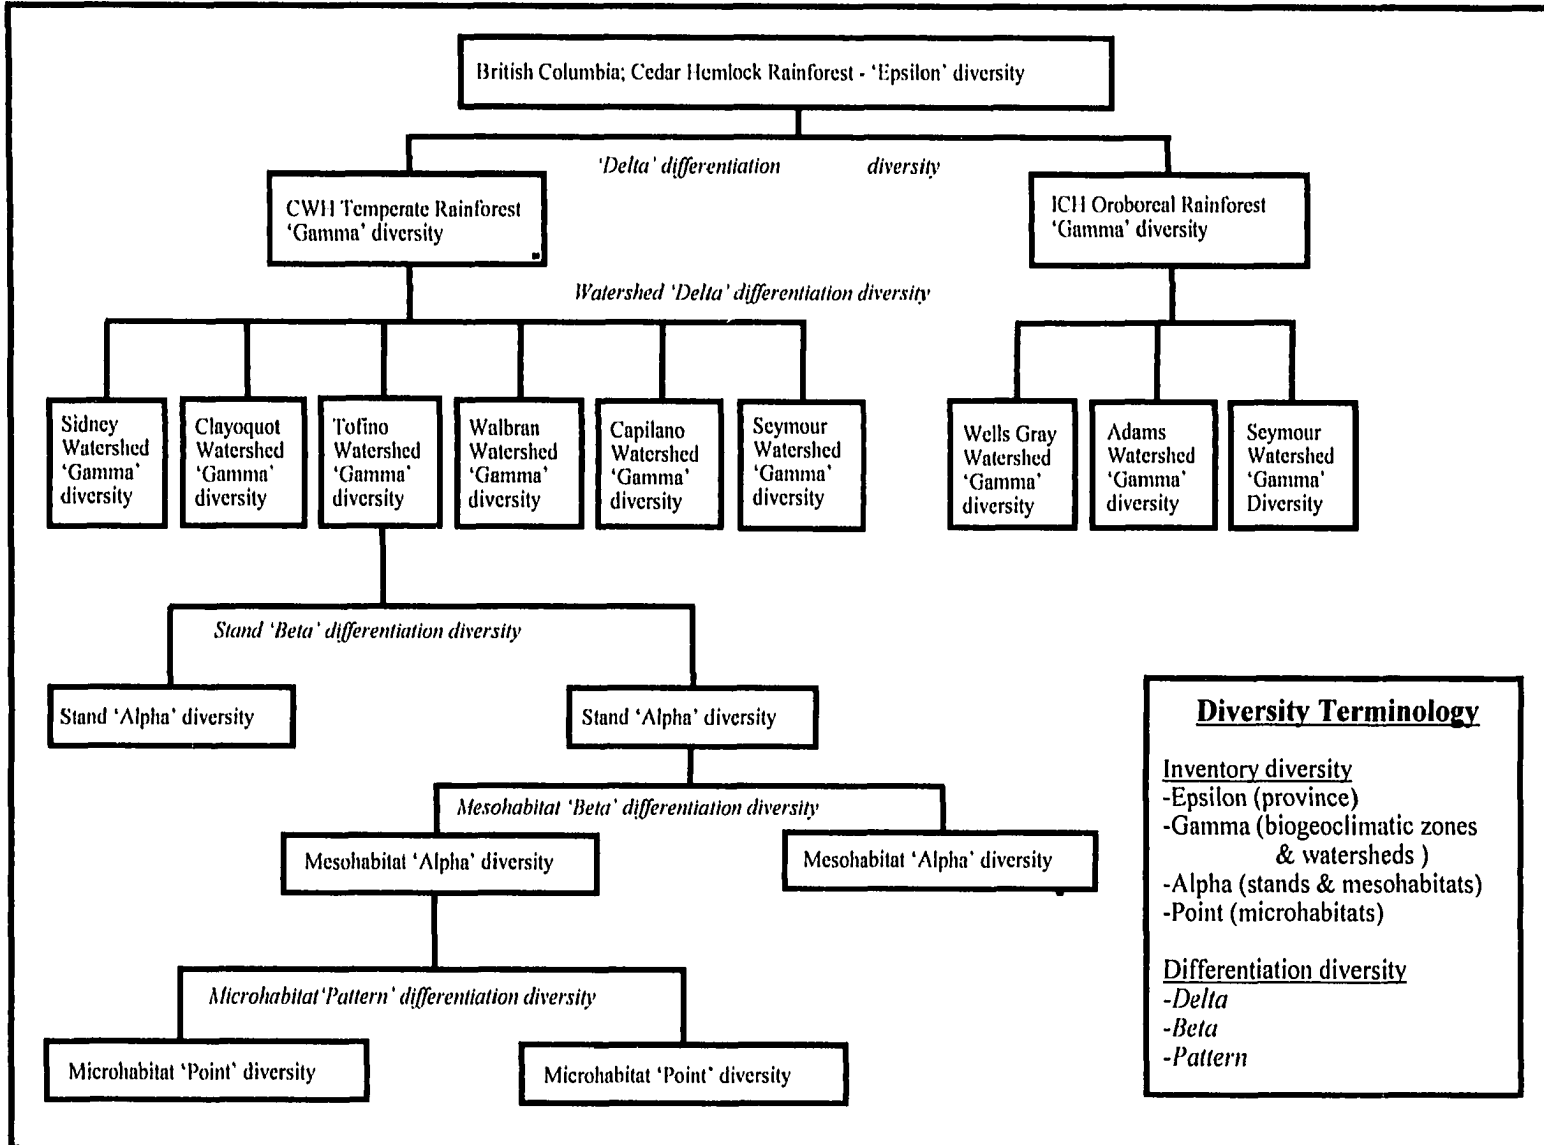 British Columbia; Cedar Hemlock Rainforest - 'Epsilon' diversity
'Delta' differentiation diversity
CWH Temperate Rainforest
'Gamma' diversity
ICH Oroboreal Rainforest
'Gamma' diversity
Watershed 'Delta' differentiation diversity
Sidney
Watershed
'Gamma'
diversity
Clayoquot
Watershed
'Gamma'
diversity
Tofino
Watershed
'Gamma'
diversity
Walbran
Watershed
'Gamma'
diversity
Capilano
Watershed
'Gamma'
diversity
Seymour
Watershed
'Gamma'
diversity
Wells Gray
Watershed
'Gamma'
diversity
Adams
Watershed
'Gamma'
diversity
Seymour
Watershed
'Gamma'
Diversity
Stand 'Beta' differentiation diversity
Stand 'Alpha' diversity
Stand 'Alpha' diversity
Mesohabitat 'Beta' differentiation diversity
Mesohabitat 'Alpha' diversity
Mesohabitat 'Alpha' diversity
Microhabitat 'Pattern' differentiation diversity
Microhabitat 'Point' diversity
Microhabitat 'Point' diversity
Diversity Terminology
Inventory diversity
-Epsilon (province)
-Gamma (biogeoclimatic zones
& watersheds )
-Alpha (stands & mesohabitats)
-Point (microhabitats)
Differentiation diversity
-Delta
-Beta
-Pattern